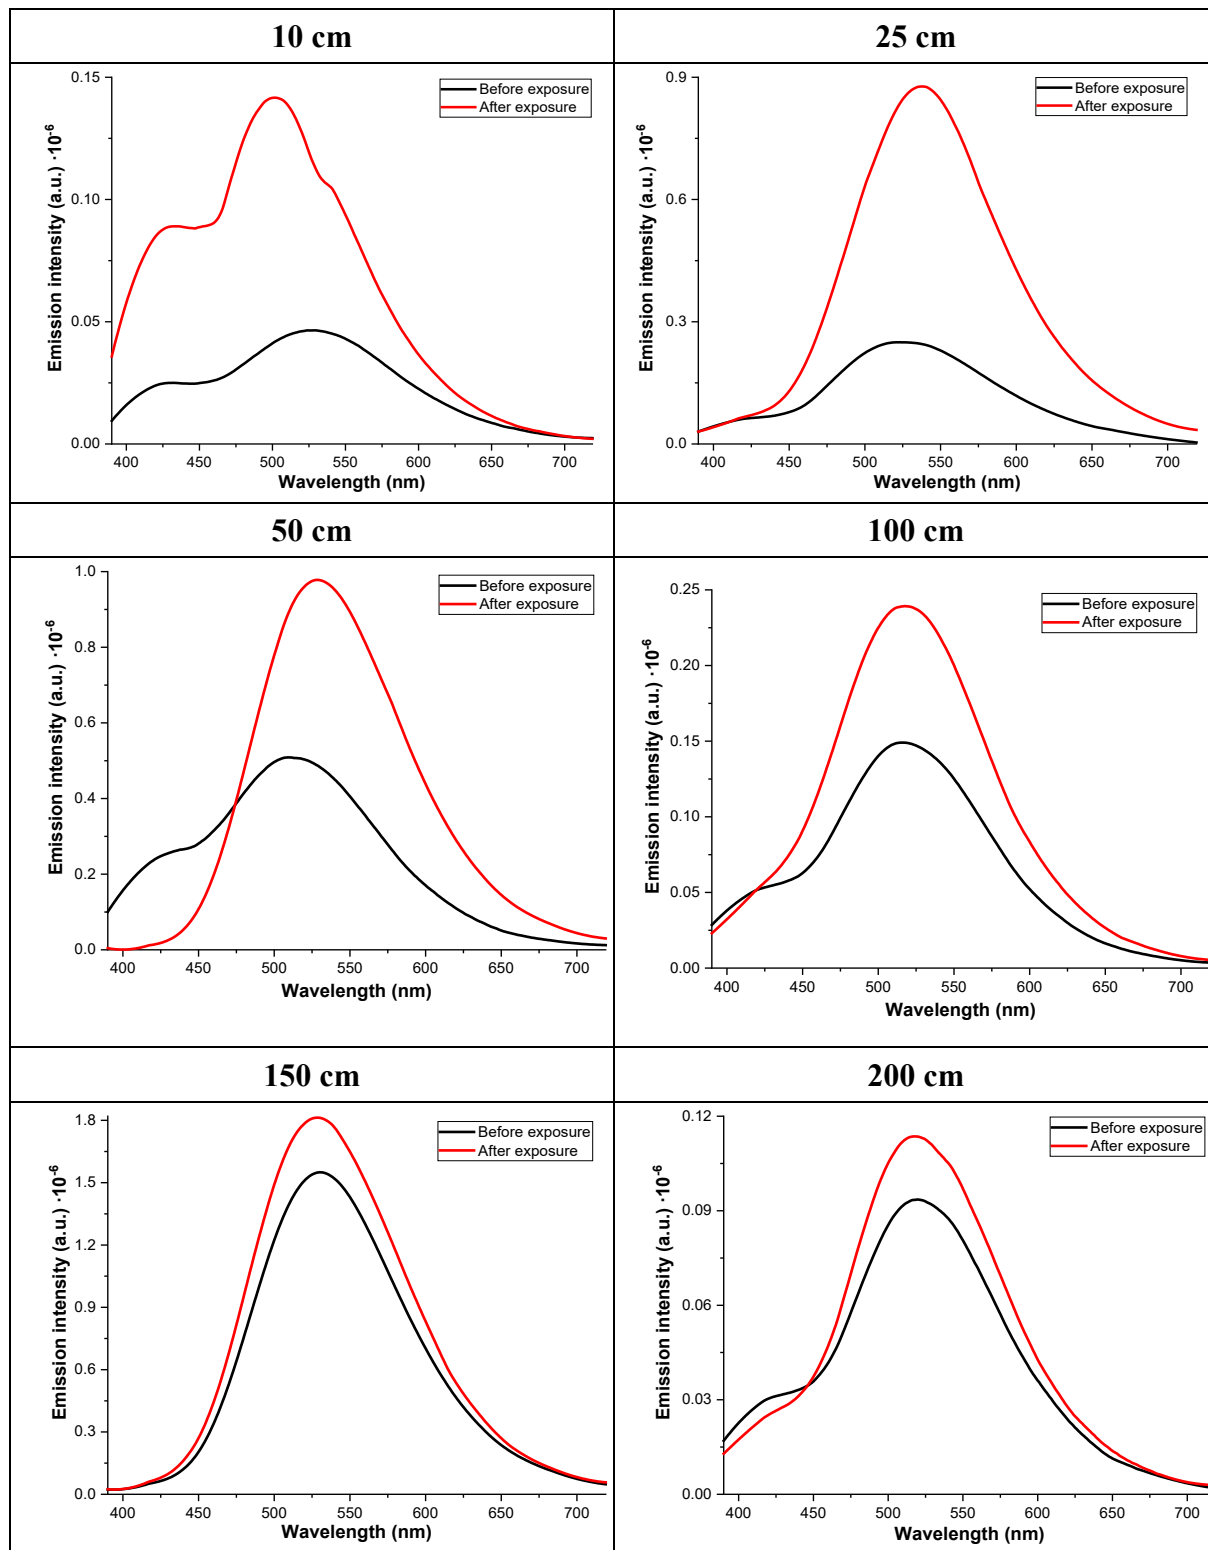 10 cm
25 cm
0.15
0.10
0.05
0.00
Emission intensity (a.u.) ·10⁻⁶
Before exposure
After exposure
400 450 500 550 600 650 700
Wavelength (nm)
0.9
0.6
0.3
0.0
Emission intensity (a.u.) ·10⁻⁶
Before exposure
After exposure
400 450 500 550 600 650 700
Wavelength (nm)
50 cm
100 cm
1.0
0.8
0.6
0.4
0.2
0.0
Emission intensity (a.u.) ·10⁻⁶
Before exposure
After exposure
400 450 500 550 600 650 700
Wavelength (nm)
0.25
0.20
0.15
0.10
0.05
0.00
Emission intensity (a.u.) ·10⁻⁶
Before exposure
After exposure
400 450 500 550 600 650 700
Wavelength (nm)
150 cm
200 cm
1.8
1.5
1.2
0.9
0.6
0.3
0.0
Emission intensity (a.u.) ·10⁻⁶
Before exposure
After exposure
400 450 500 550 600 650 700
Wavelength (nm)
0.12
0.09
0.06
0.03
0.00
Emission intensity (a.u.) ·10⁻⁶
Before exposure
After exposure
400 450 500 550 600 650 700
Wavelength (nm)